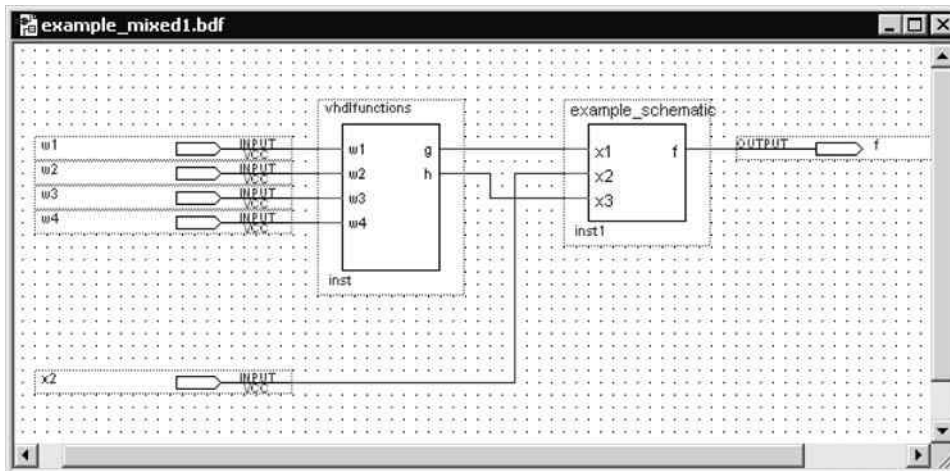 example_mixed1.bdf
vhdlfunctions
example_schematic
w1 INPUT VCC
w2 INPUT VCC
w3 INPUT VCC
w4 INPUT VCC
w1 g
w2 h
w3
w4
inst
x1 f
x2
x3
inst1
OUTPUT f
x2 INPUT VCC